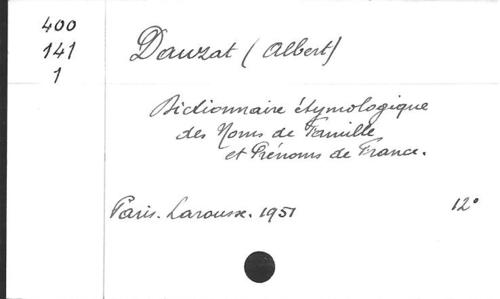 400
141
1
Dauzat (Albert)
Dictionnaire étymologique
des Noms de Famille
et Prénoms de France.
Paris. Larousse. 1951
12°